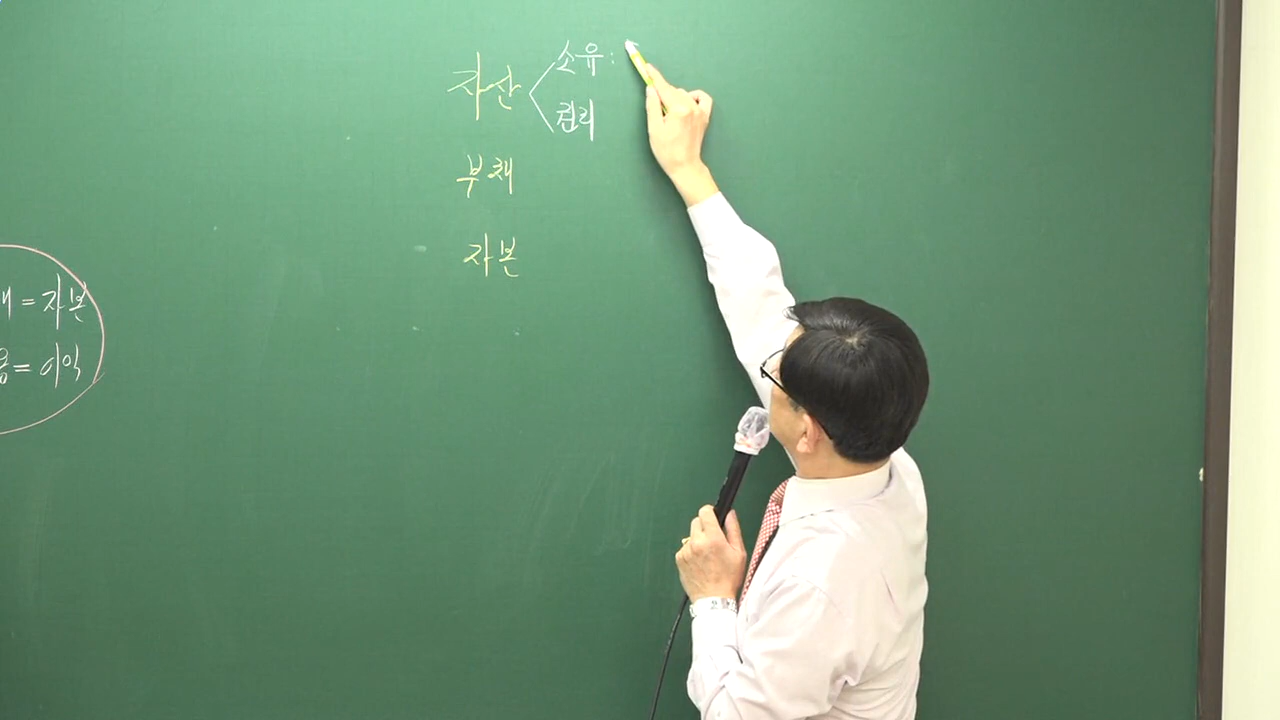 자산 < 소유 :
권리
부채
자본
= 자본
= 이익